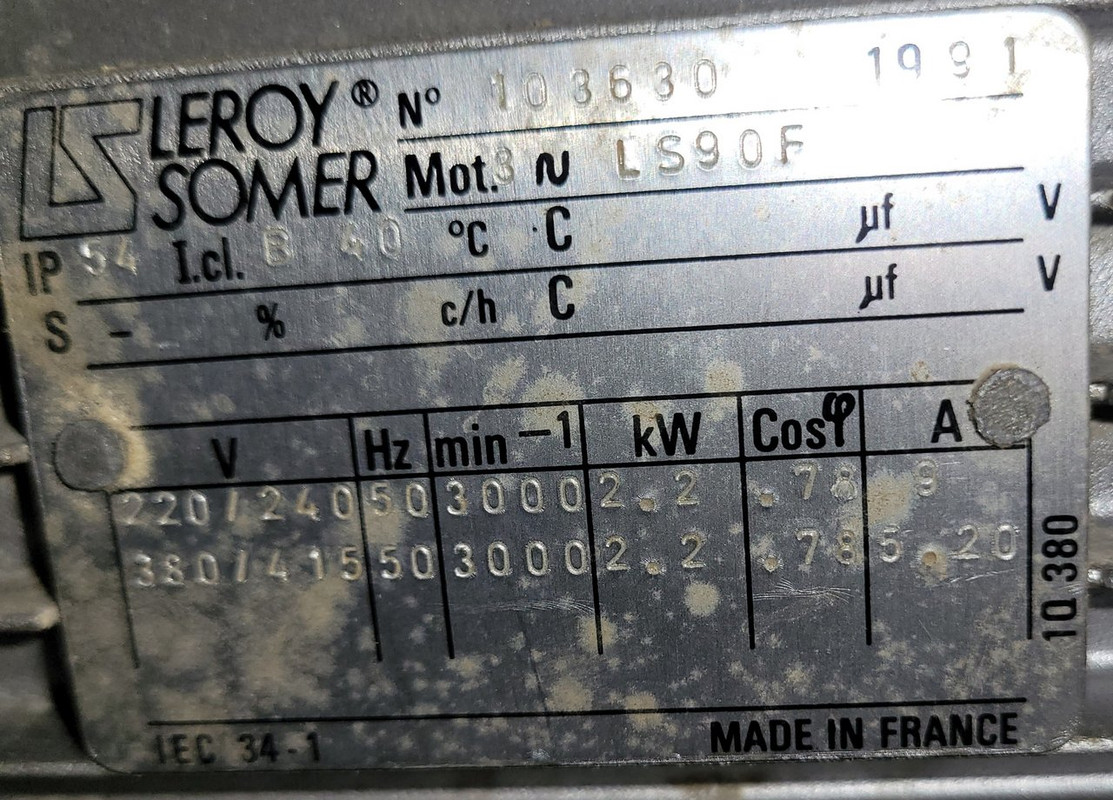 LS LEROY® SOMER
N° 103630 1991
Mot. 3 ~ LS90F
IP 54 I.cl. B 40 °C C µf V
S - % c/h C µf V
V Hz min⁻¹ kW Cosφ A
220/240 50 3000 2.2 .78 9
380/415 50 3000 2.2 .78 5.20
1Q 380
IEC 34-1 MADE IN FRANCE